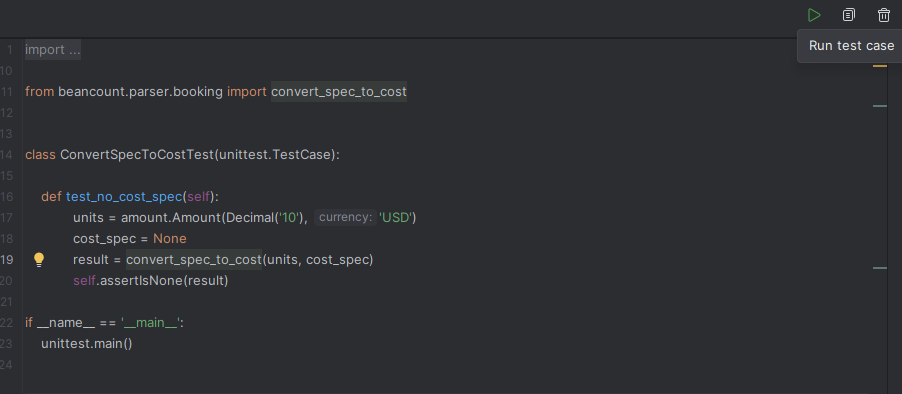 Run test case
1 import ...
10
11 from beancount.parser.booking import convert_spec_to_cost
12
13
14 class ConvertSpecToCostTest(unittest.TestCase):
15
16 def test_no_cost_spec(self):
17 units = amount.Amount(Decimal('10'), currency: 'USD')
18 cost_spec = None
19 result = convert_spec_to_cost(units, cost_spec)
20 self.assertIsNone(result)
21
22 if __name__ == '__main__':
23 unittest.main()
24